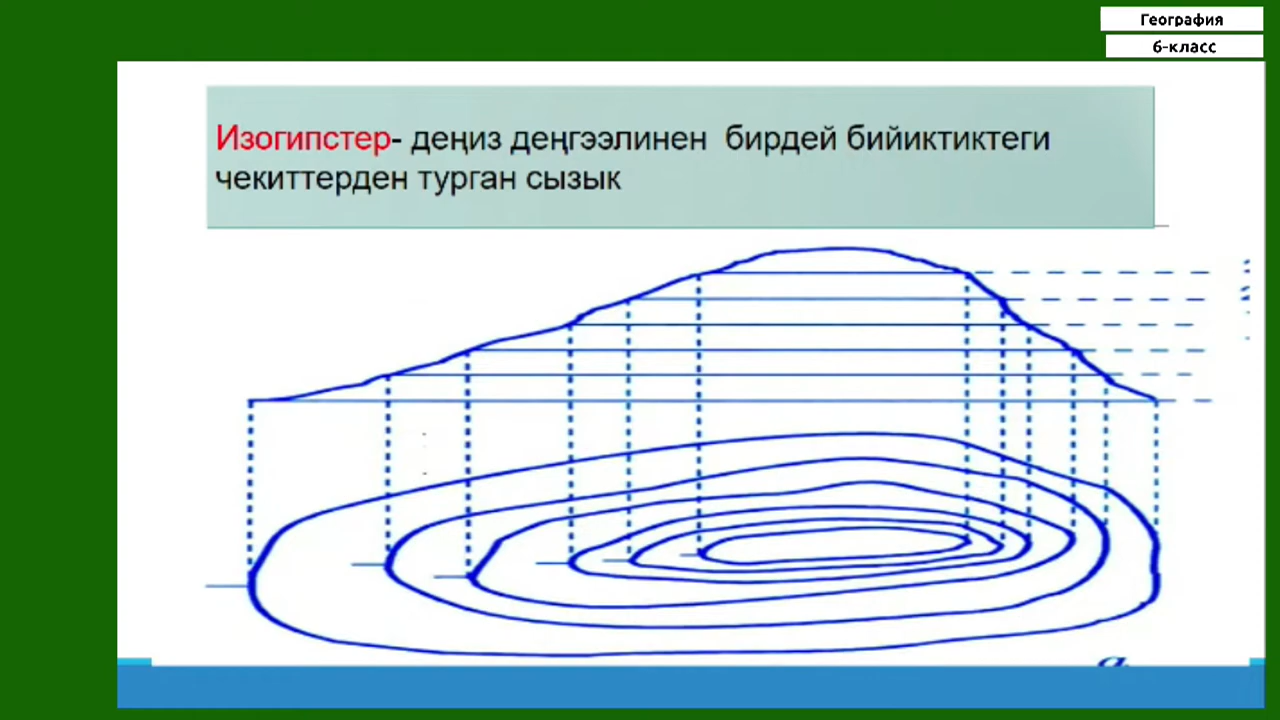 География
6-класс
Изогипстер- деңиз деңгээлинен бирдей бийиктиктеги
чекиттерден турган сызык